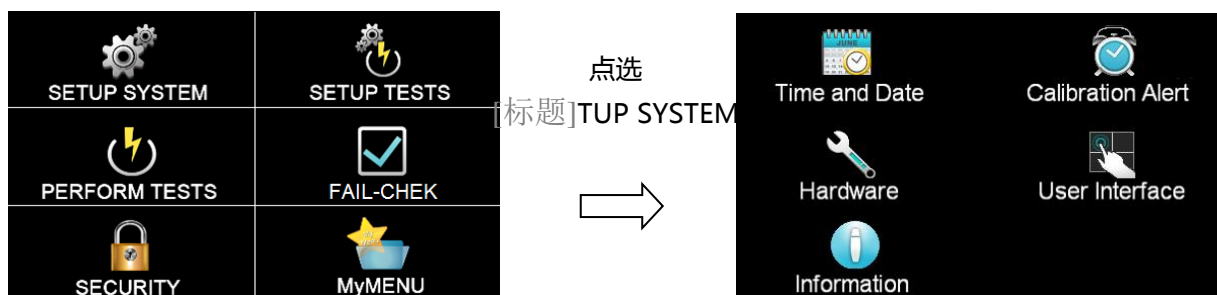 SETUP SYSTEM
SETUP TESTS
PERFORM TESTS
FAIL-CHEK
SECURITY
MyMENU
点选
[标题]TUP SYSTEM
JUNE
Time and Date
Calibration Alert
Hardware
User Interface
Information